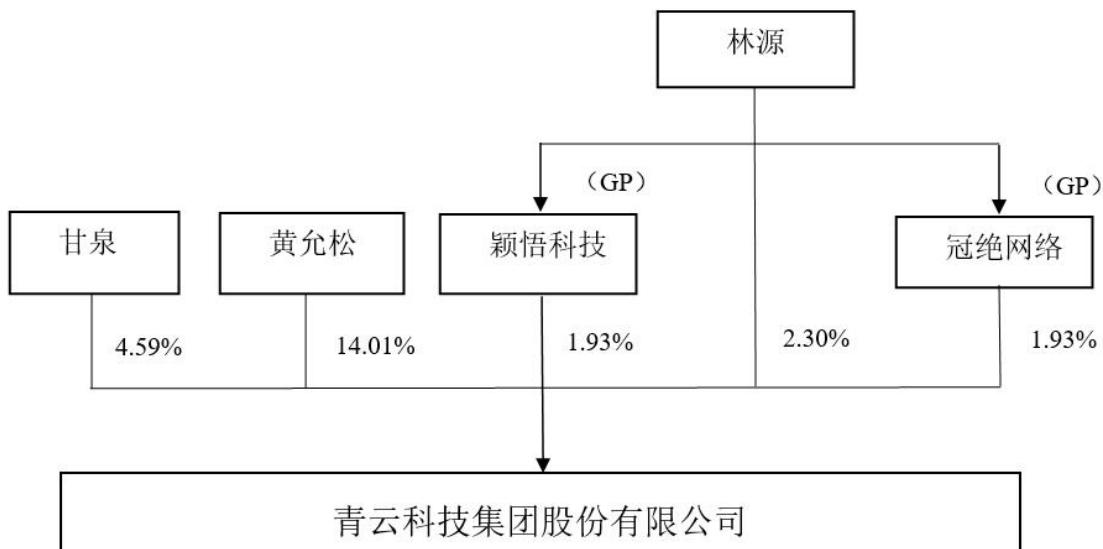 林源
（GP）
（GP）
甘泉
黄允松
颖悟科技
冠绝网络
4.59%
14.01%
1.93%
2.30%
1.93%
青云科技集团股份有限公司